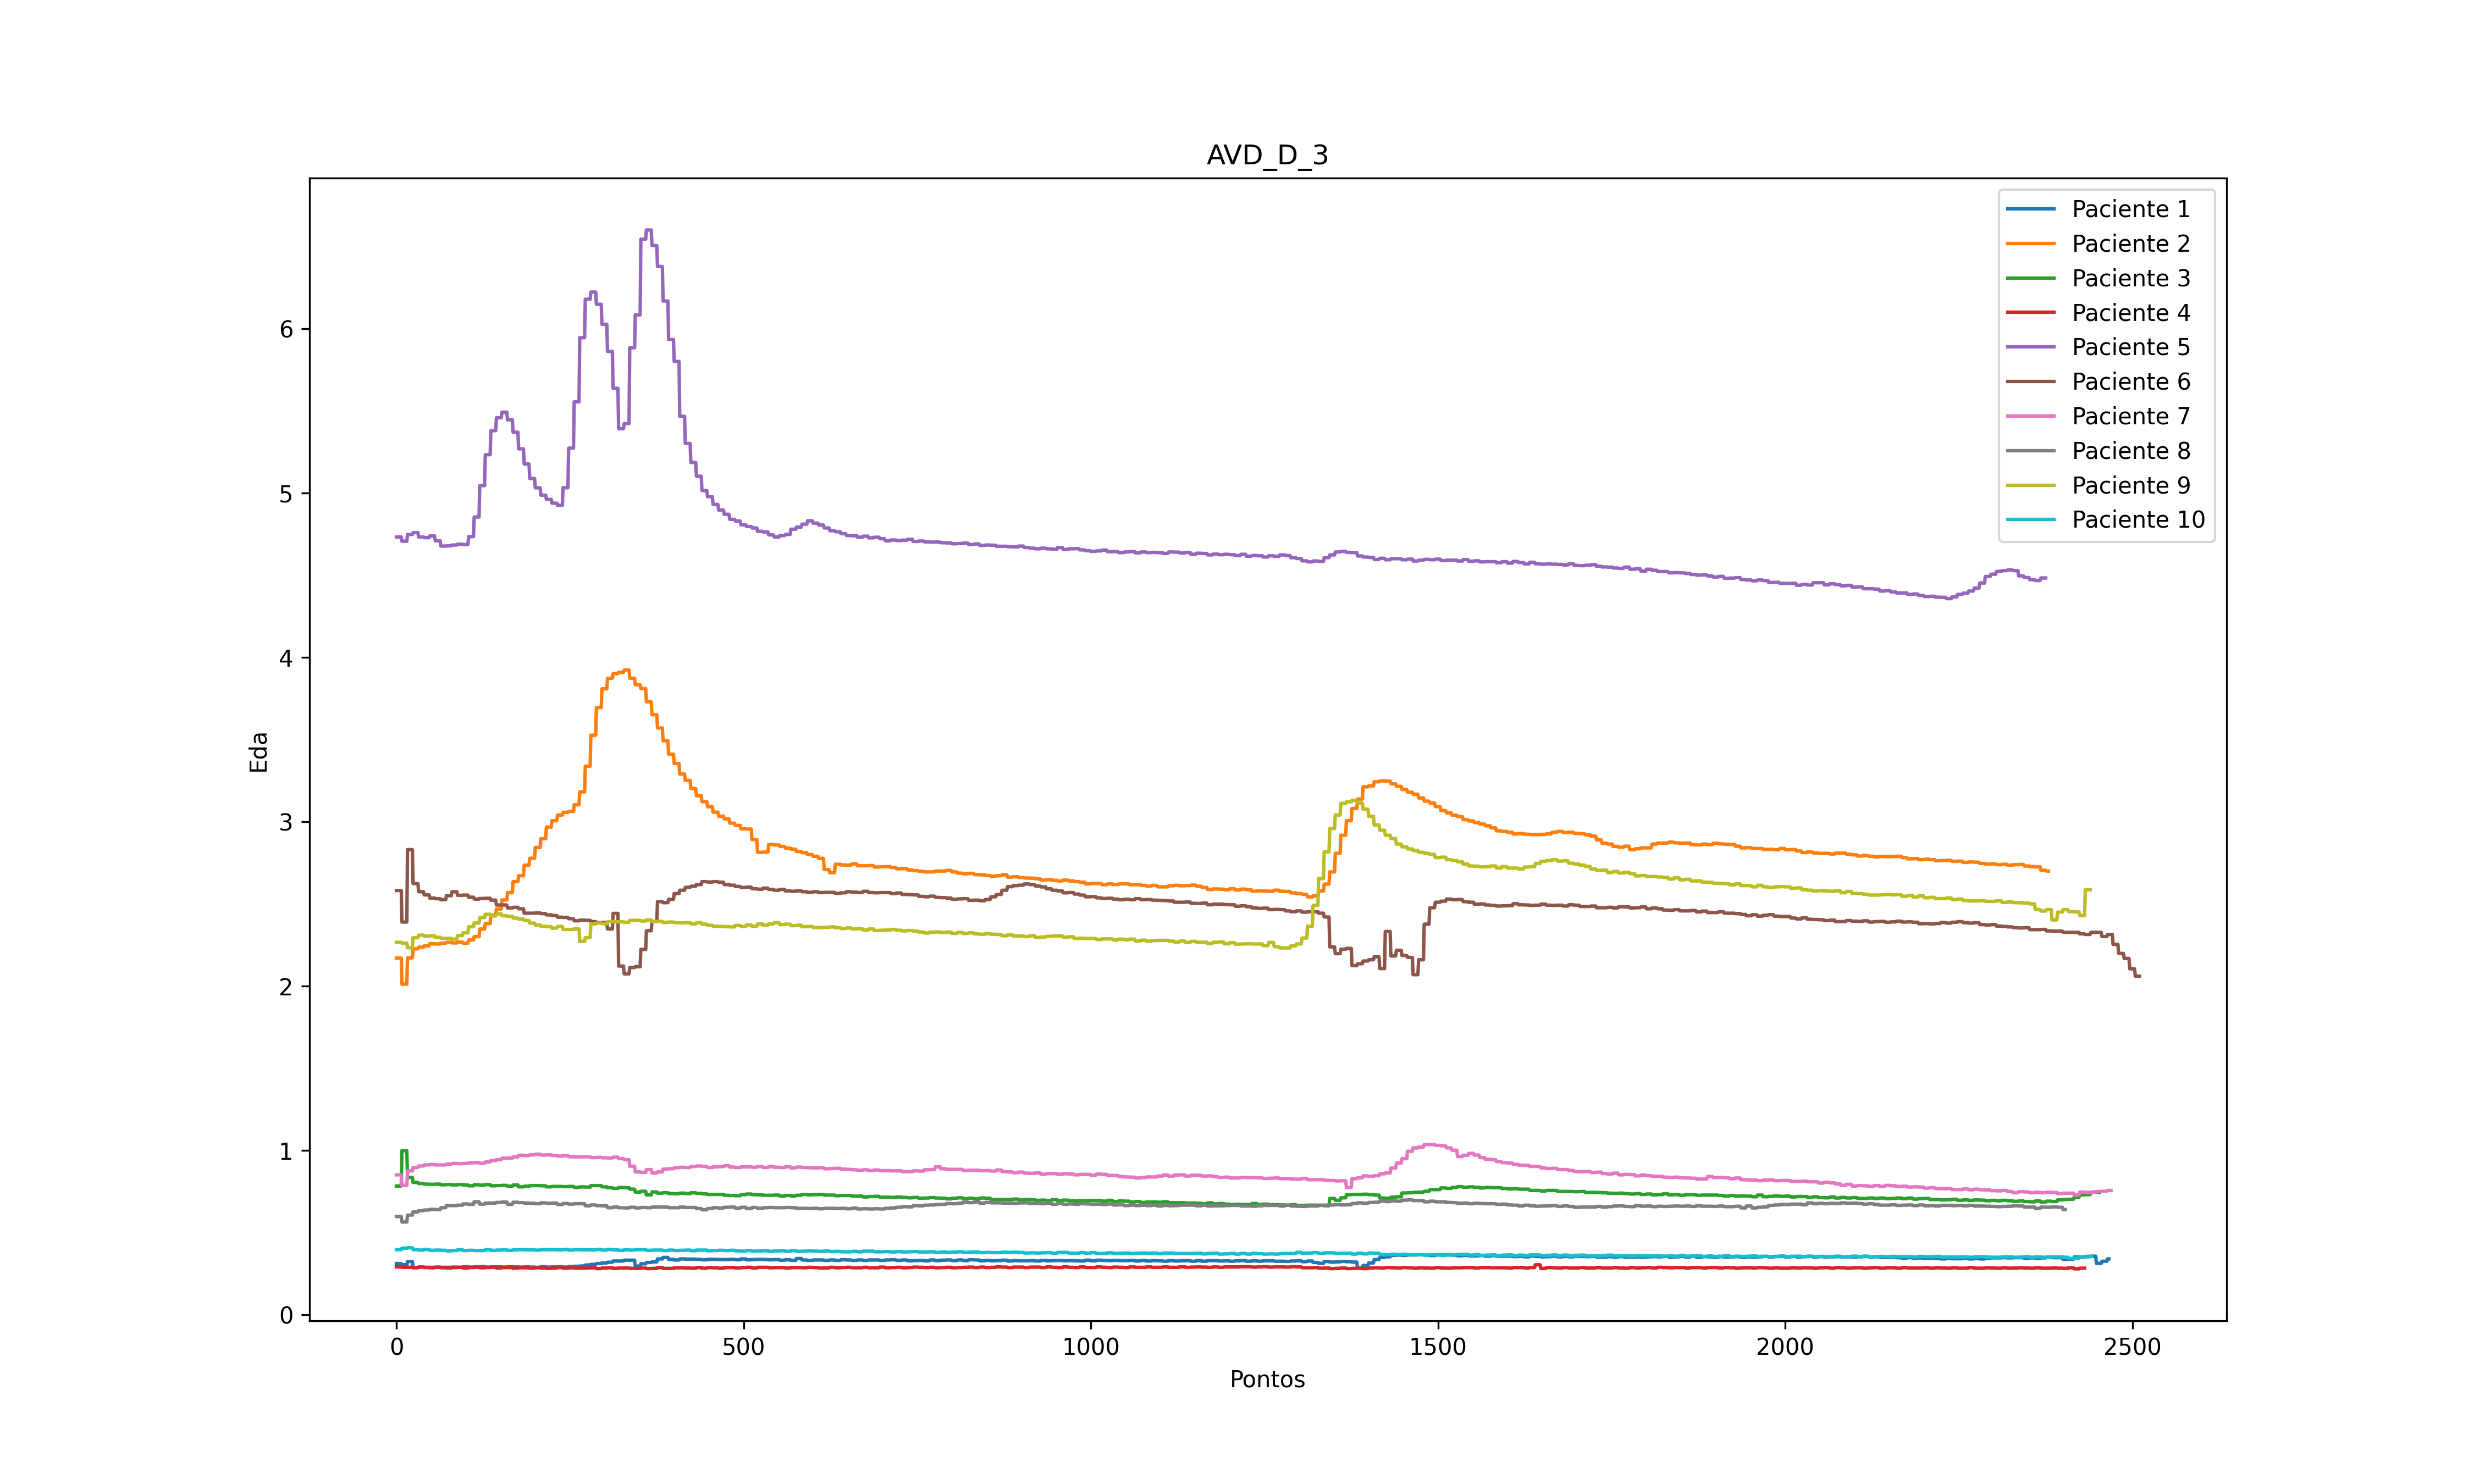 AVD_D_3
Paciente 1
Paciente 2
Paciente 3
Paciente 4
Paciente 5
Paciente 6
Paciente 7
Paciente 8
Paciente 9
Paciente 10
6
5
4
3
2
1
0
Eda
0 500 1000 1500 2000 2500
Pontos